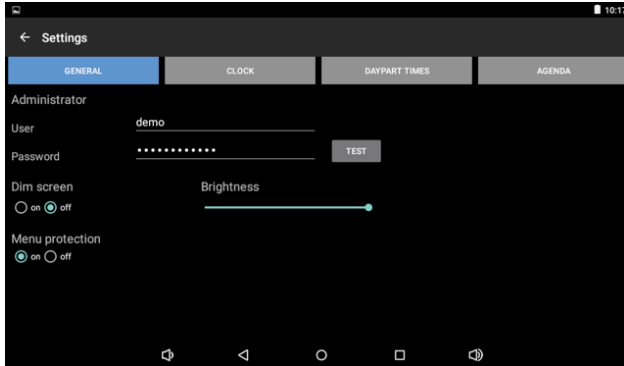 10:17
Settings
GENERAL CLOCK DAYPART TIMES AGENDA
Administrator
User demo
Password •••••••••••• TEST
Dim screen Brightness
on off
Menu protection
on off